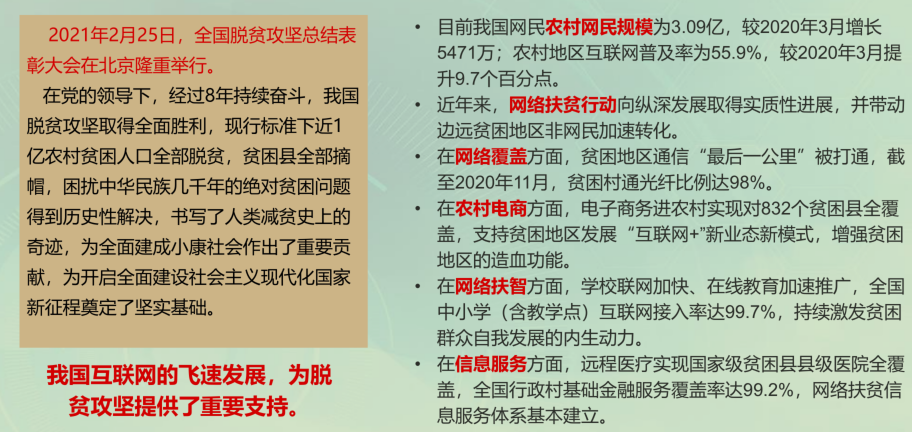 2021年2月25日，全国脱贫攻坚总结表
彰大会在北京隆重举行。
在党的领导下，经过8年持续奋斗，我国
脱贫攻坚取得全面胜利，现行标准下近1
亿农村贫困人口全部脱贫，贫困县全部摘
帽，困扰中华民族几千年的绝对贫困问题
得到历史性解决，书写了人类减贫史上的
奇迹，为全面建成小康社会作出了重要贡
献，为开启全面建设社会主义现代化国家
新征程奠定了坚实基础。
我国互联网的飞速发展，为脱
贫攻坚提供了重要支持。
• 目前我国网民农村网民规模为3.09亿，较2020年3月增长
5471万；农村地区互联网普及率为55.9%，较2020年3月提
升9.7个百分点。
• 近年来，网络扶贫行动向纵深发展取得实质性进展，并带动
边远贫困地区非网民加速转化。
• 在网络覆盖方面，贫困地区通信“最后一公里”被打通，截
至2020年11月，贫困村通光纤比例达98%。
• 在农村电商方面，电子商务进农村实现对832个贫困县全覆
盖，支持贫困地区发展“互联网+”新业态新模式，增强贫困
地区的造血功能。
• 在网络扶智方面，学校联网加快、在线教育加速推广，全国
中小学（含教学点）互联网接入率达99.7%，持续激发贫困
群众自我发展的内生动力。
• 在信息服务方面，远程医疗实现国家级贫困县县级医院全覆
盖，全国行政村基础金融服务覆盖率达99.2%，网络扶贫信
息服务体系基本建立。